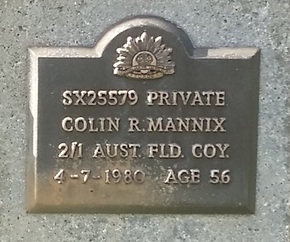 SX25579 PRIVATE
COLIN R. MANNIX
2/1 AUST. FLD. COY.
4-7-1980 AGE 56